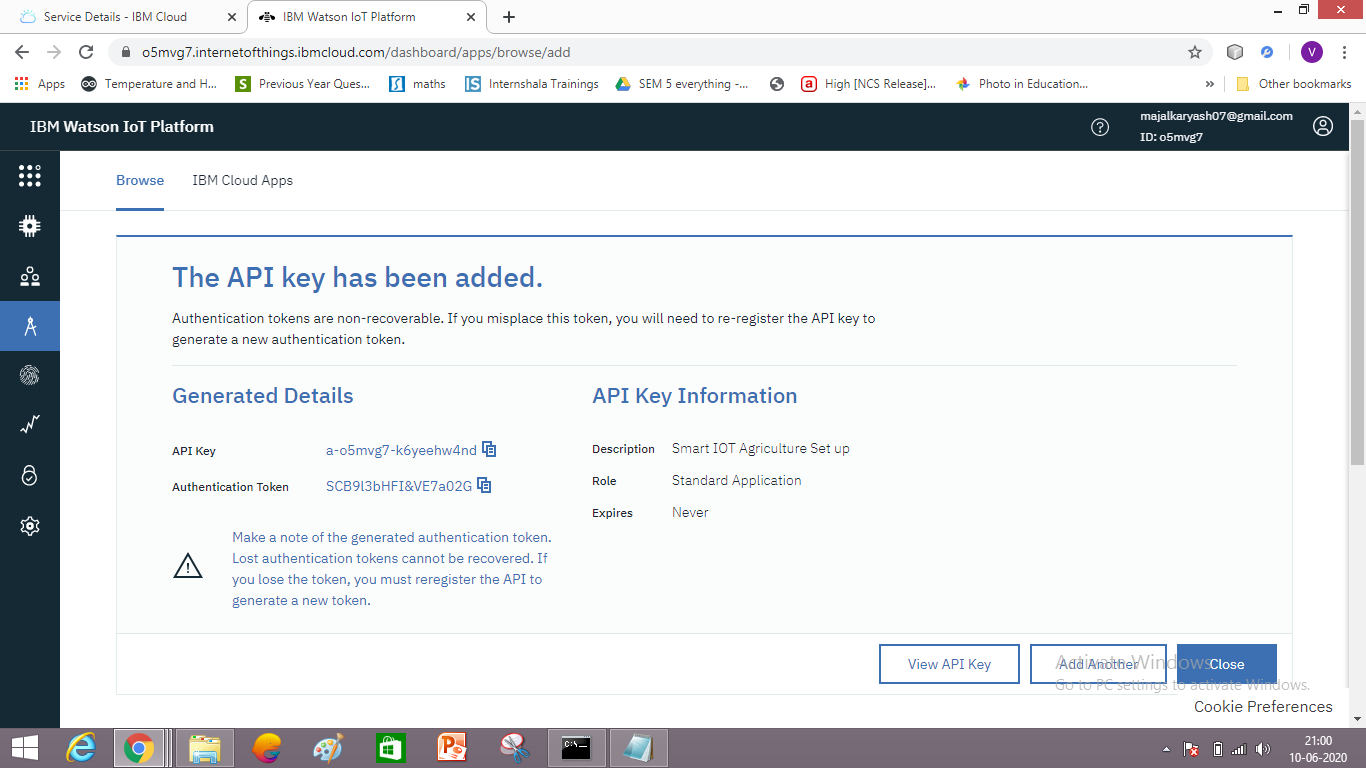 Service Details - IBM Cloud
IBM Watson IoT Platform
o5mvg7.internetofthings.ibmcloud.com/dashboard/apps/browse/add
V
Apps
Temperature and H...
Previous Year Ques...
maths
Internshala Trainings
SEM 5 everything -...
High [NCS Release]...
Photo in Education...
»
Other bookmarks
IBM Watson IoT Platform
majalkaryash07@gmail.com
ID: o5mvg7
Browse
IBM Cloud Apps
The API key has been added.
Authentication tokens are non-recoverable. If you misplace this token, you will need to re-register the API key to
generate a new authentication token.
Generated Details
API Key
a-o5mvg7-k6yeehw4nd
Authentication Token
SCB9l3bHFI&VE7a02G
Make a note of the generated authentication token.
Lost authentication tokens cannot be recovered. If
you lose the token, you must reregister the API to
generate a new token.
API Key Information
Description
Smart IOT Agriculture Set up
Role
Standard Application
Expires
Never
View API Key
Add Another
Close
Activate Windows
Go to PC settings to activate Windows.
Cookie Preferences
21:00
10-06-2020